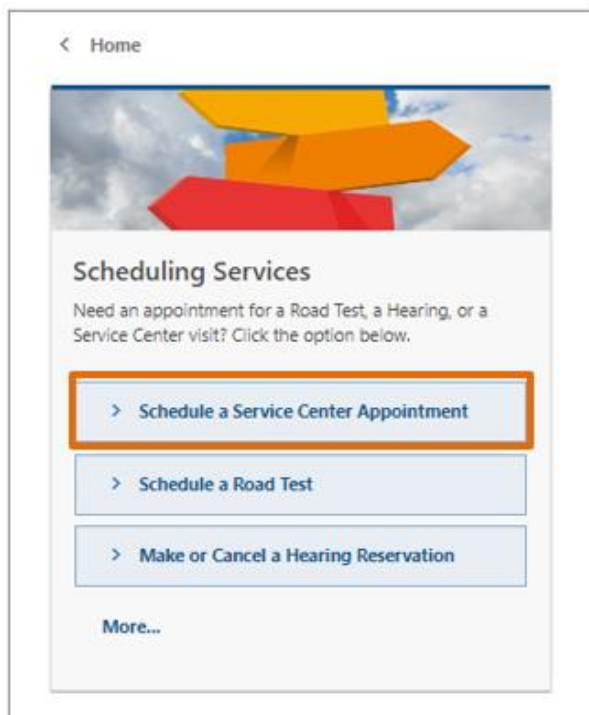 Home
Scheduling Services
Need an appointment for a Road Test, a Hearing, or a
Service Center visit? Click the option below.
Schedule a Service Center Appointment
Schedule a Road Test
Make or Cancel a Hearing Reservation
More...